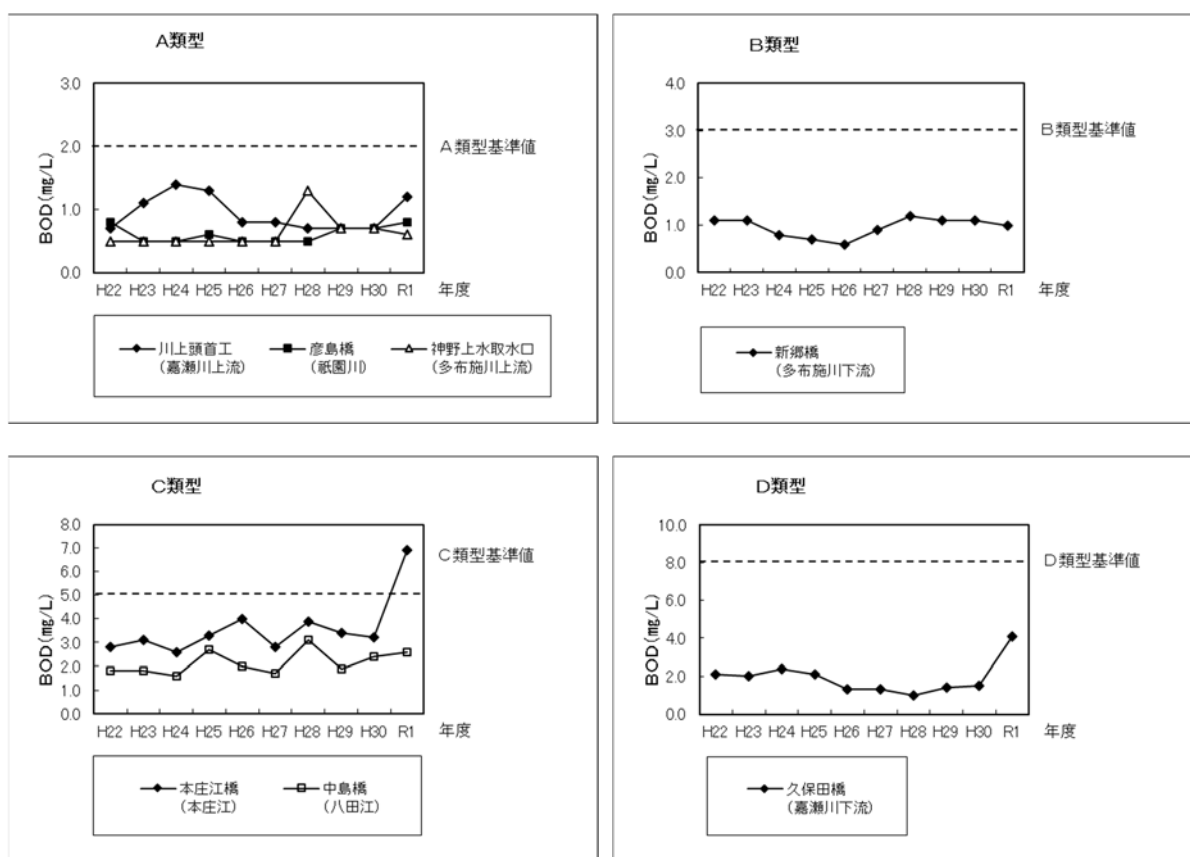 A類型
3.0
2.0
1.0
0.0
BOD(mg/L)
A類型基準値
H22 H23 H24 H25 H26 H27 H28 H29 H30 R1 年度
川上頭首工 彦島橋 神野上水取水口
(嘉瀬川上流) (祇園川) (多布施川上流)
B類型
4.0
3.0
2.0
1.0
0.0
BOD(mg/L)
B類型基準値
H22 H23 H24 H25 H26 H27 H28 H29 H30 R1 年度
新郷橋
(多布施川下流)
C類型
8.0
7.0
6.0
5.0
4.0
3.0
2.0
1.0
0.0
BOD(mg/L)
C類型基準値
H22 H23 H24 H25 H26 H27 H28 H29 H30 R1 年度
本庄江橋 中島橋
(本庄江) (八田江)
D類型
10.0
8.0
6.0
4.0
2.0
0.0
BOD(mg/L)
D類型基準値
H22 H23 H24 H25 H26 H27 H28 H29 H30 R1 年度
久保田橋
(嘉瀬川下流)